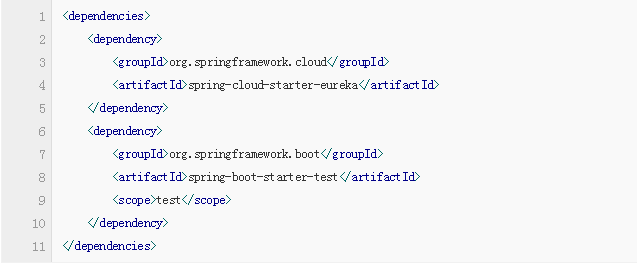 1 <dependencies>
2 <dependency>
3 <groupId>org.springframework.cloud</groupId>
4 <artifactId>spring-cloud-starter-eureka</artifactId>
5 </dependency>
6 <dependency>
7 <groupId>org.springframework.boot</groupId>
8 <artifactId>spring-boot-starter-test</artifactId>
9 <scope>test</scope>
10 </dependency>
11 </dependencies>